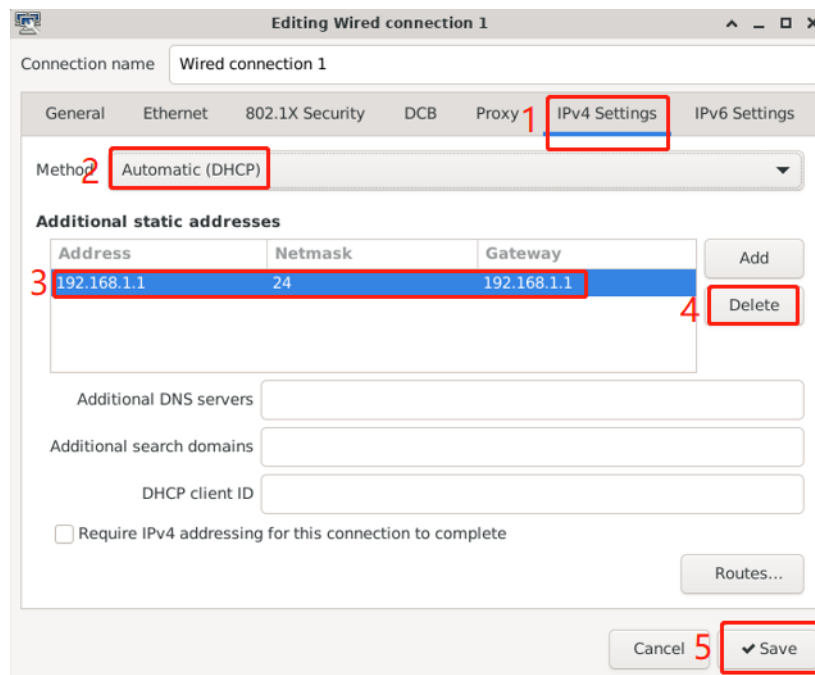 Editing Wired connection 1
Connection name Wired connection 1
General Ethernet 802.1X Security DCB Proxy 1 IPv4 Settings IPv6 Settings
Method 2 Automatic (DHCP)
Additional static addresses
Address Netmask Gateway
Add
3 192.168.1.1 24 192.168.1.1
4 Delete
Additional DNS servers
Additional search domains
DHCP client ID
Require IPv4 addressing for this connection to complete
Routes...
Cancel 5 Save